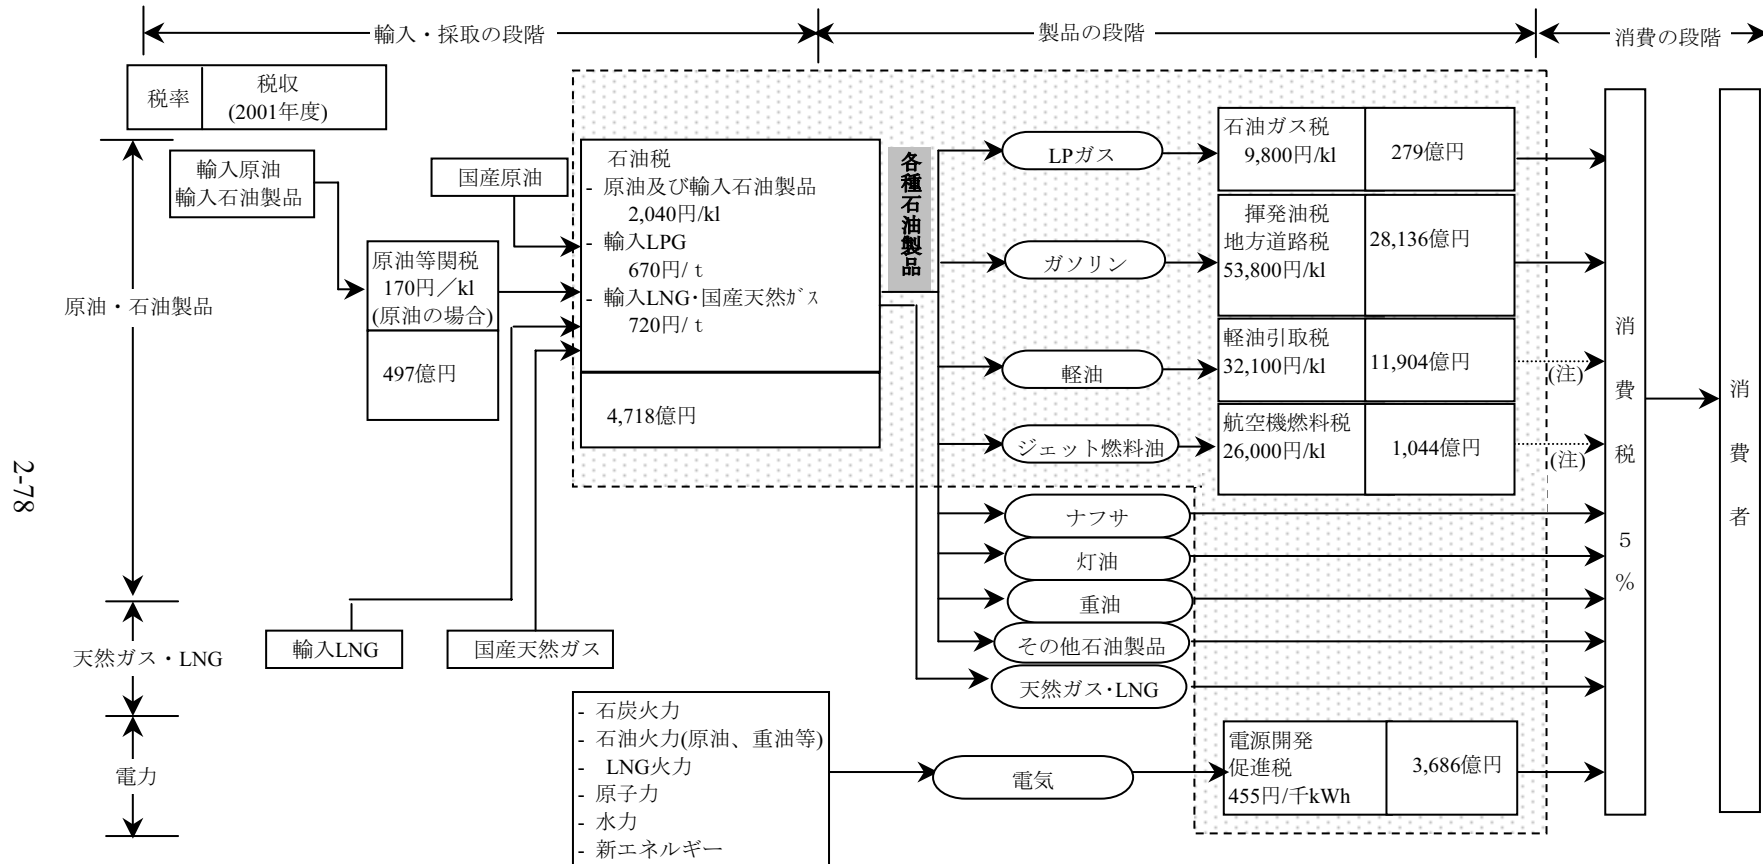 輸入・採取の段階
製品の段階
消費の段階
税率
税収
(2001年度)
輸入原油
輸入石油製品
国産原油
原油等関税
170円／kl
(原油の場合)
497億円
石油税
- 原油及び輸入石油製品
2,040円/kl
- 輸入LPG
670円/ｔ
- 輸入LNG･国産天然ｶﾞｽ
720円/ｔ
4,718億円
各種石油製品
LPガス
石油ガス税
9,800円/kl
279億円
ガソリン
揮発油税
地方道路税
53,800円/kl
28,136億円
軽油
軽油引取税
32,100円/kl
11,904億円
(注)
ジェット燃料油
航空機燃料税
26,000円/kl
1,044億円
(注)
ナフサ
灯油
重油
その他石油製品
天然ガス･LNG
原油・石油製品
天然ガス・LNG
電力
輸入LNG
国産天然ガス
- 石炭火力
- 石油火力(原油、重油等)
- LNG火力
- 原子力
- 水力
- 新エネルギー
電気
電源開発
促進税
455円/千kWh
3,686億円
消費税５％
消費者
2-78